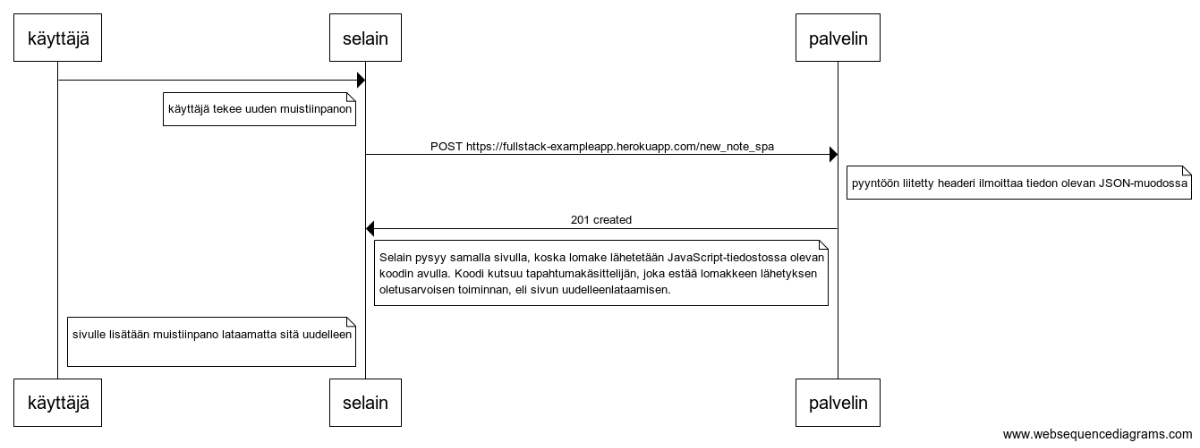 käyttäjä
selain
palvelin
käyttäjä tekee uuden muistiinpanon
POST https://fullstack-exampleapp.herokuapp.com/new_note_spa
pyyntöön liitetty headeri ilmoittaa tiedon olevan JSON-muodossa
201 created
Selain pysyy samalla sivulla, koska lomake lähetetään JavaScript-tiedostossa olevan
koodin avulla. Koodi kutsuu tapahtumakäsittelijän, joka estää lomakkeen lähetyksen
oletusarvoisen toiminnan, eli sivun uudelleenlataamisen.
sivulle lisätään muistiinpano lataamatta sitä uudelleen
käyttäjä
selain
palvelin
www.websequencediagrams.com